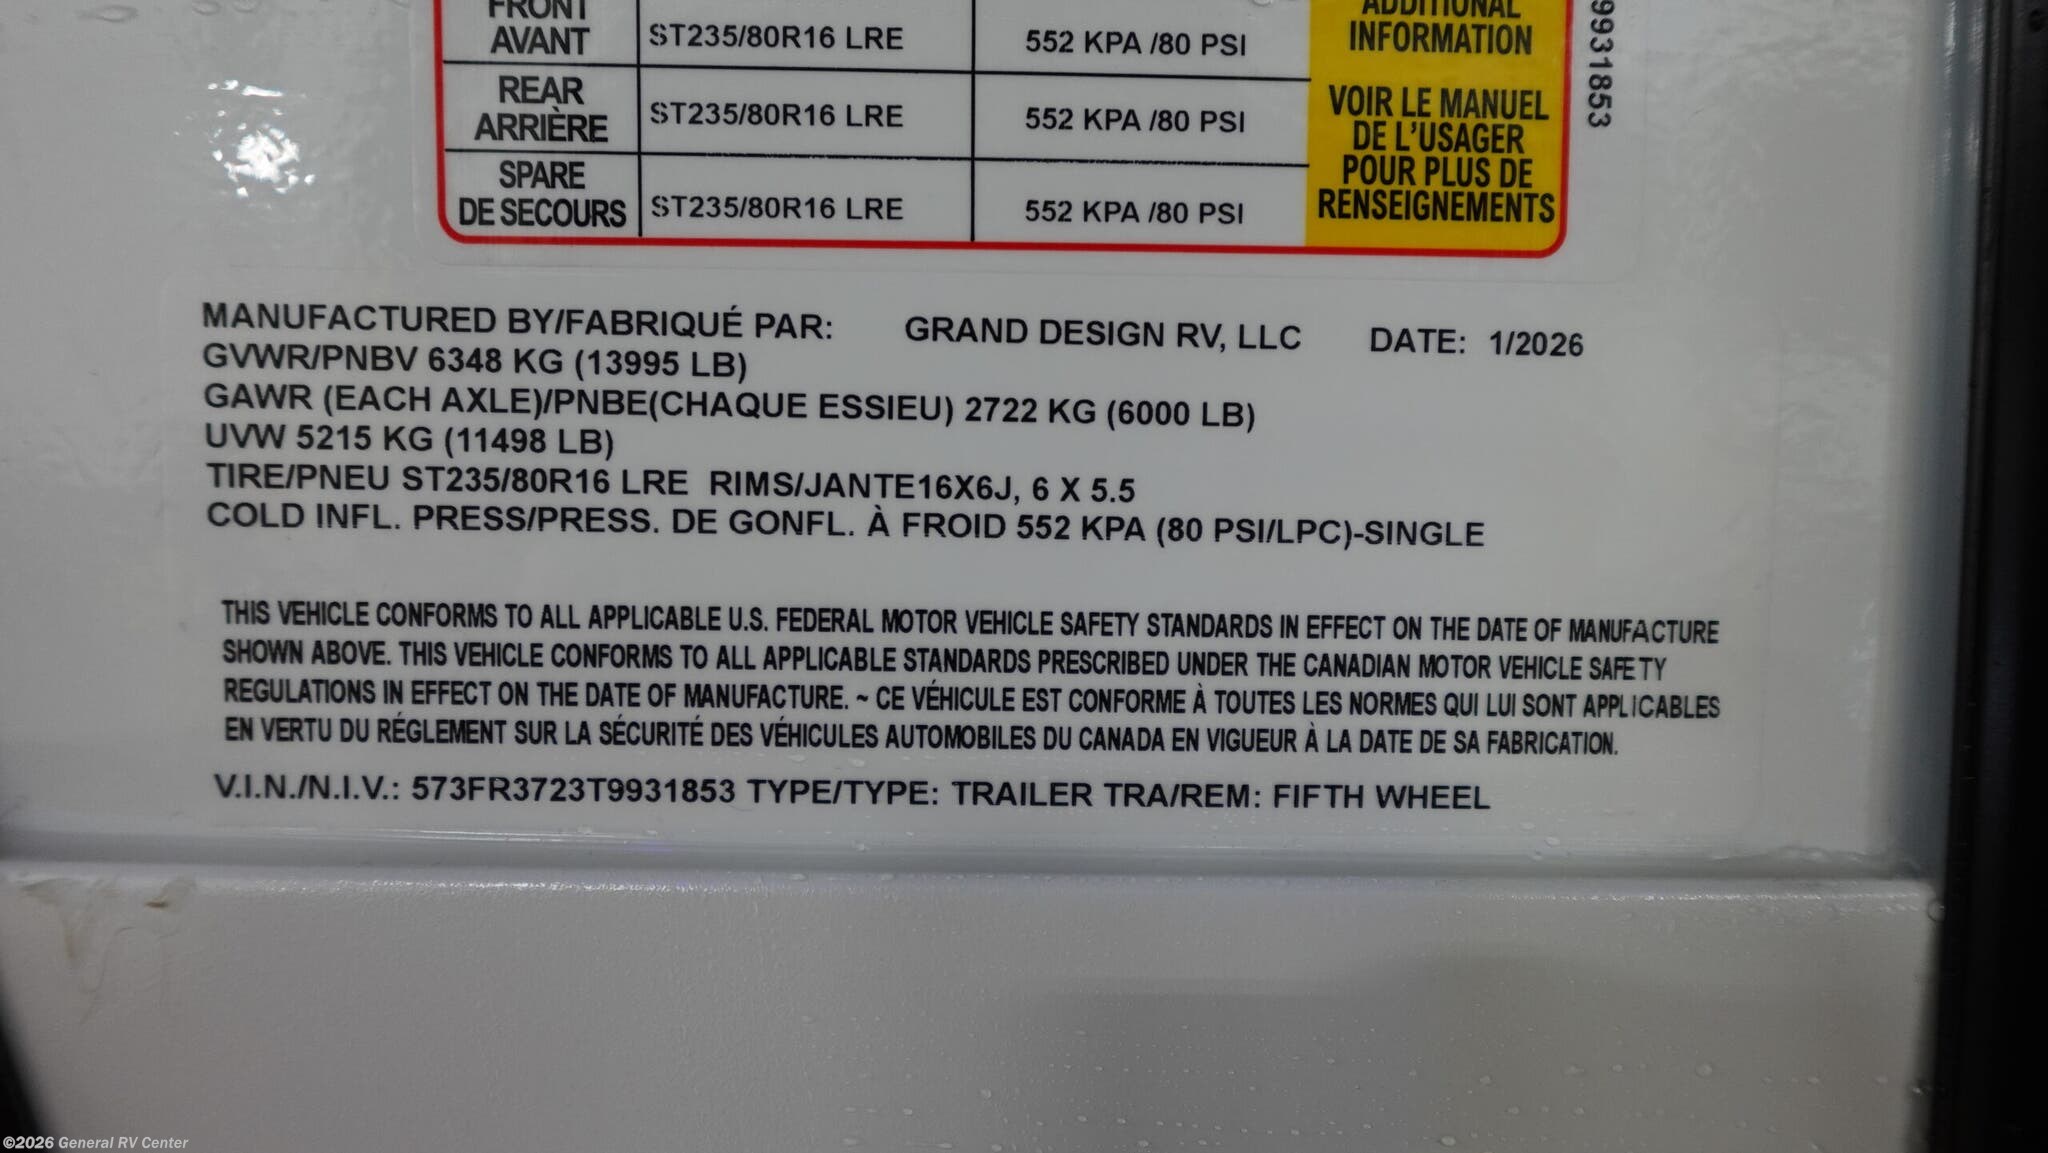 FRONT
AVANT
ST235/80R16 LRE
552 KPA /80 PSI
ADDITIONAL
INFORMATION
REAR
ARRIÈRE
ST235/80R16 LRE
552 KPA /80 PSI
VOIR LE MANUEL
DE L'USAGER
POUR PLUS DE
RENSEIGNEMENTS
SPARE
DE SECOURS
ST235/80R16 LRE
552 KPA /80 PSI
9931853
MANUFACTURED BY/FABRIQUÉ PAR: GRAND DESIGN RV, LLC DATE: 1/2026
GVWR/PNBV 6348 KG (13995 LB)
GAWR (EACH AXLE)/PNBE(CHAQUE ESSIEU) 2722 KG (6000 LB)
UVW 5215 KG (11498 LB)
TIRE/PNEU ST235/80R16 LRE RIMS/JANTE16X6J, 6 X 5.5
COLD INFL. PRESS/PRESS. DE GONFL. À FROID 552 KPA (80 PSI/LPC)-SINGLE
THIS VEHICLE CONFORMS TO ALL APPLICABLE U.S. FEDERAL MOTOR VEHICLE SAFETY STANDARDS IN EFFECT ON THE DATE OF MANUFACTURE
SHOWN ABOVE. THIS VEHICLE CONFORMS TO ALL APPLICABLE STANDARDS PRESCRIBED UNDER THE CANADIAN MOTOR VEHICLE SAFETY
REGULATIONS IN EFFECT ON THE DATE OF MANUFACTURE. ~ CE VÉHICULE EST CONFORME À TOUTES LES NORMES QUI LUI SONT APPLICABLES
EN VERTU DU RÉGLEMENT SUR LA SÉCURITÉ DES VÉHICULES AUTOMOBILES DU CANADA EN VIGUEUR À LA DATE DE SA FABRICATION.
V.I.N./N.I.V.: 573FR3723T9931853 TYPE/TYPE: TRAILER TRA/REM: FIFTH WHEEL
©2026 General RV Center